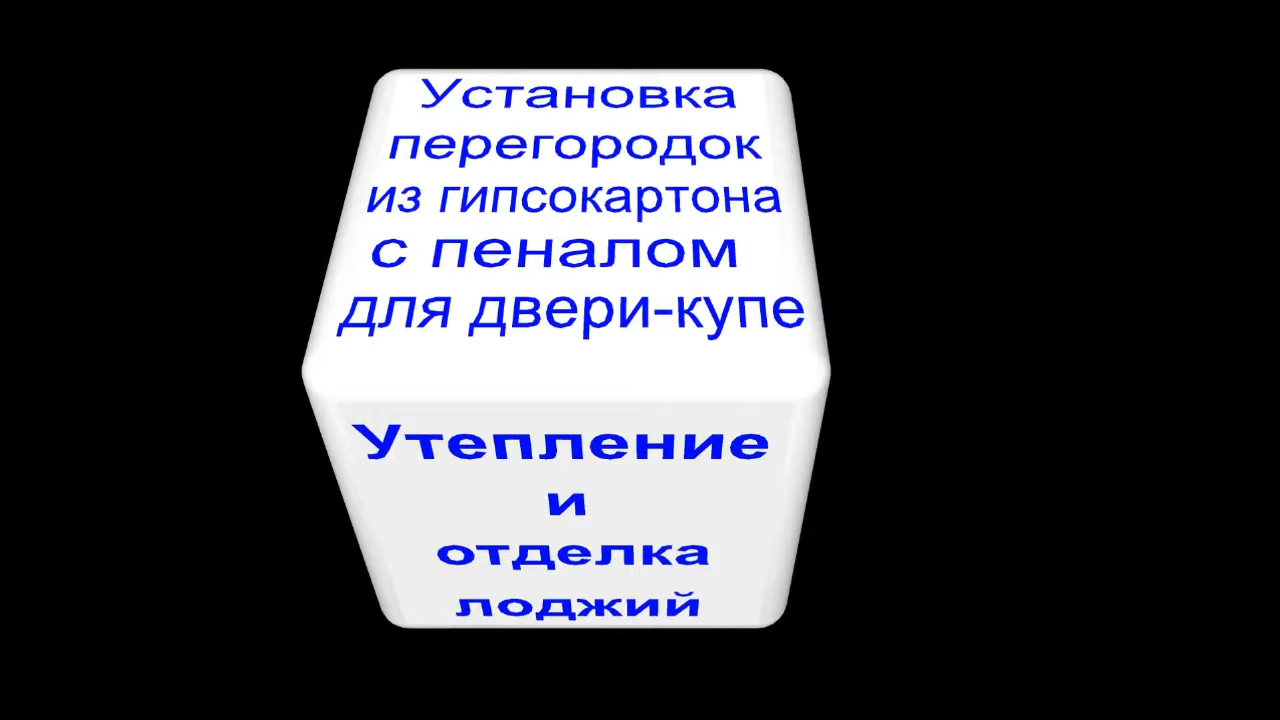 Установка
перегородок
из гипсокартона
с пеналом
для двери-купе
Утепление
и
отделка
лоджий